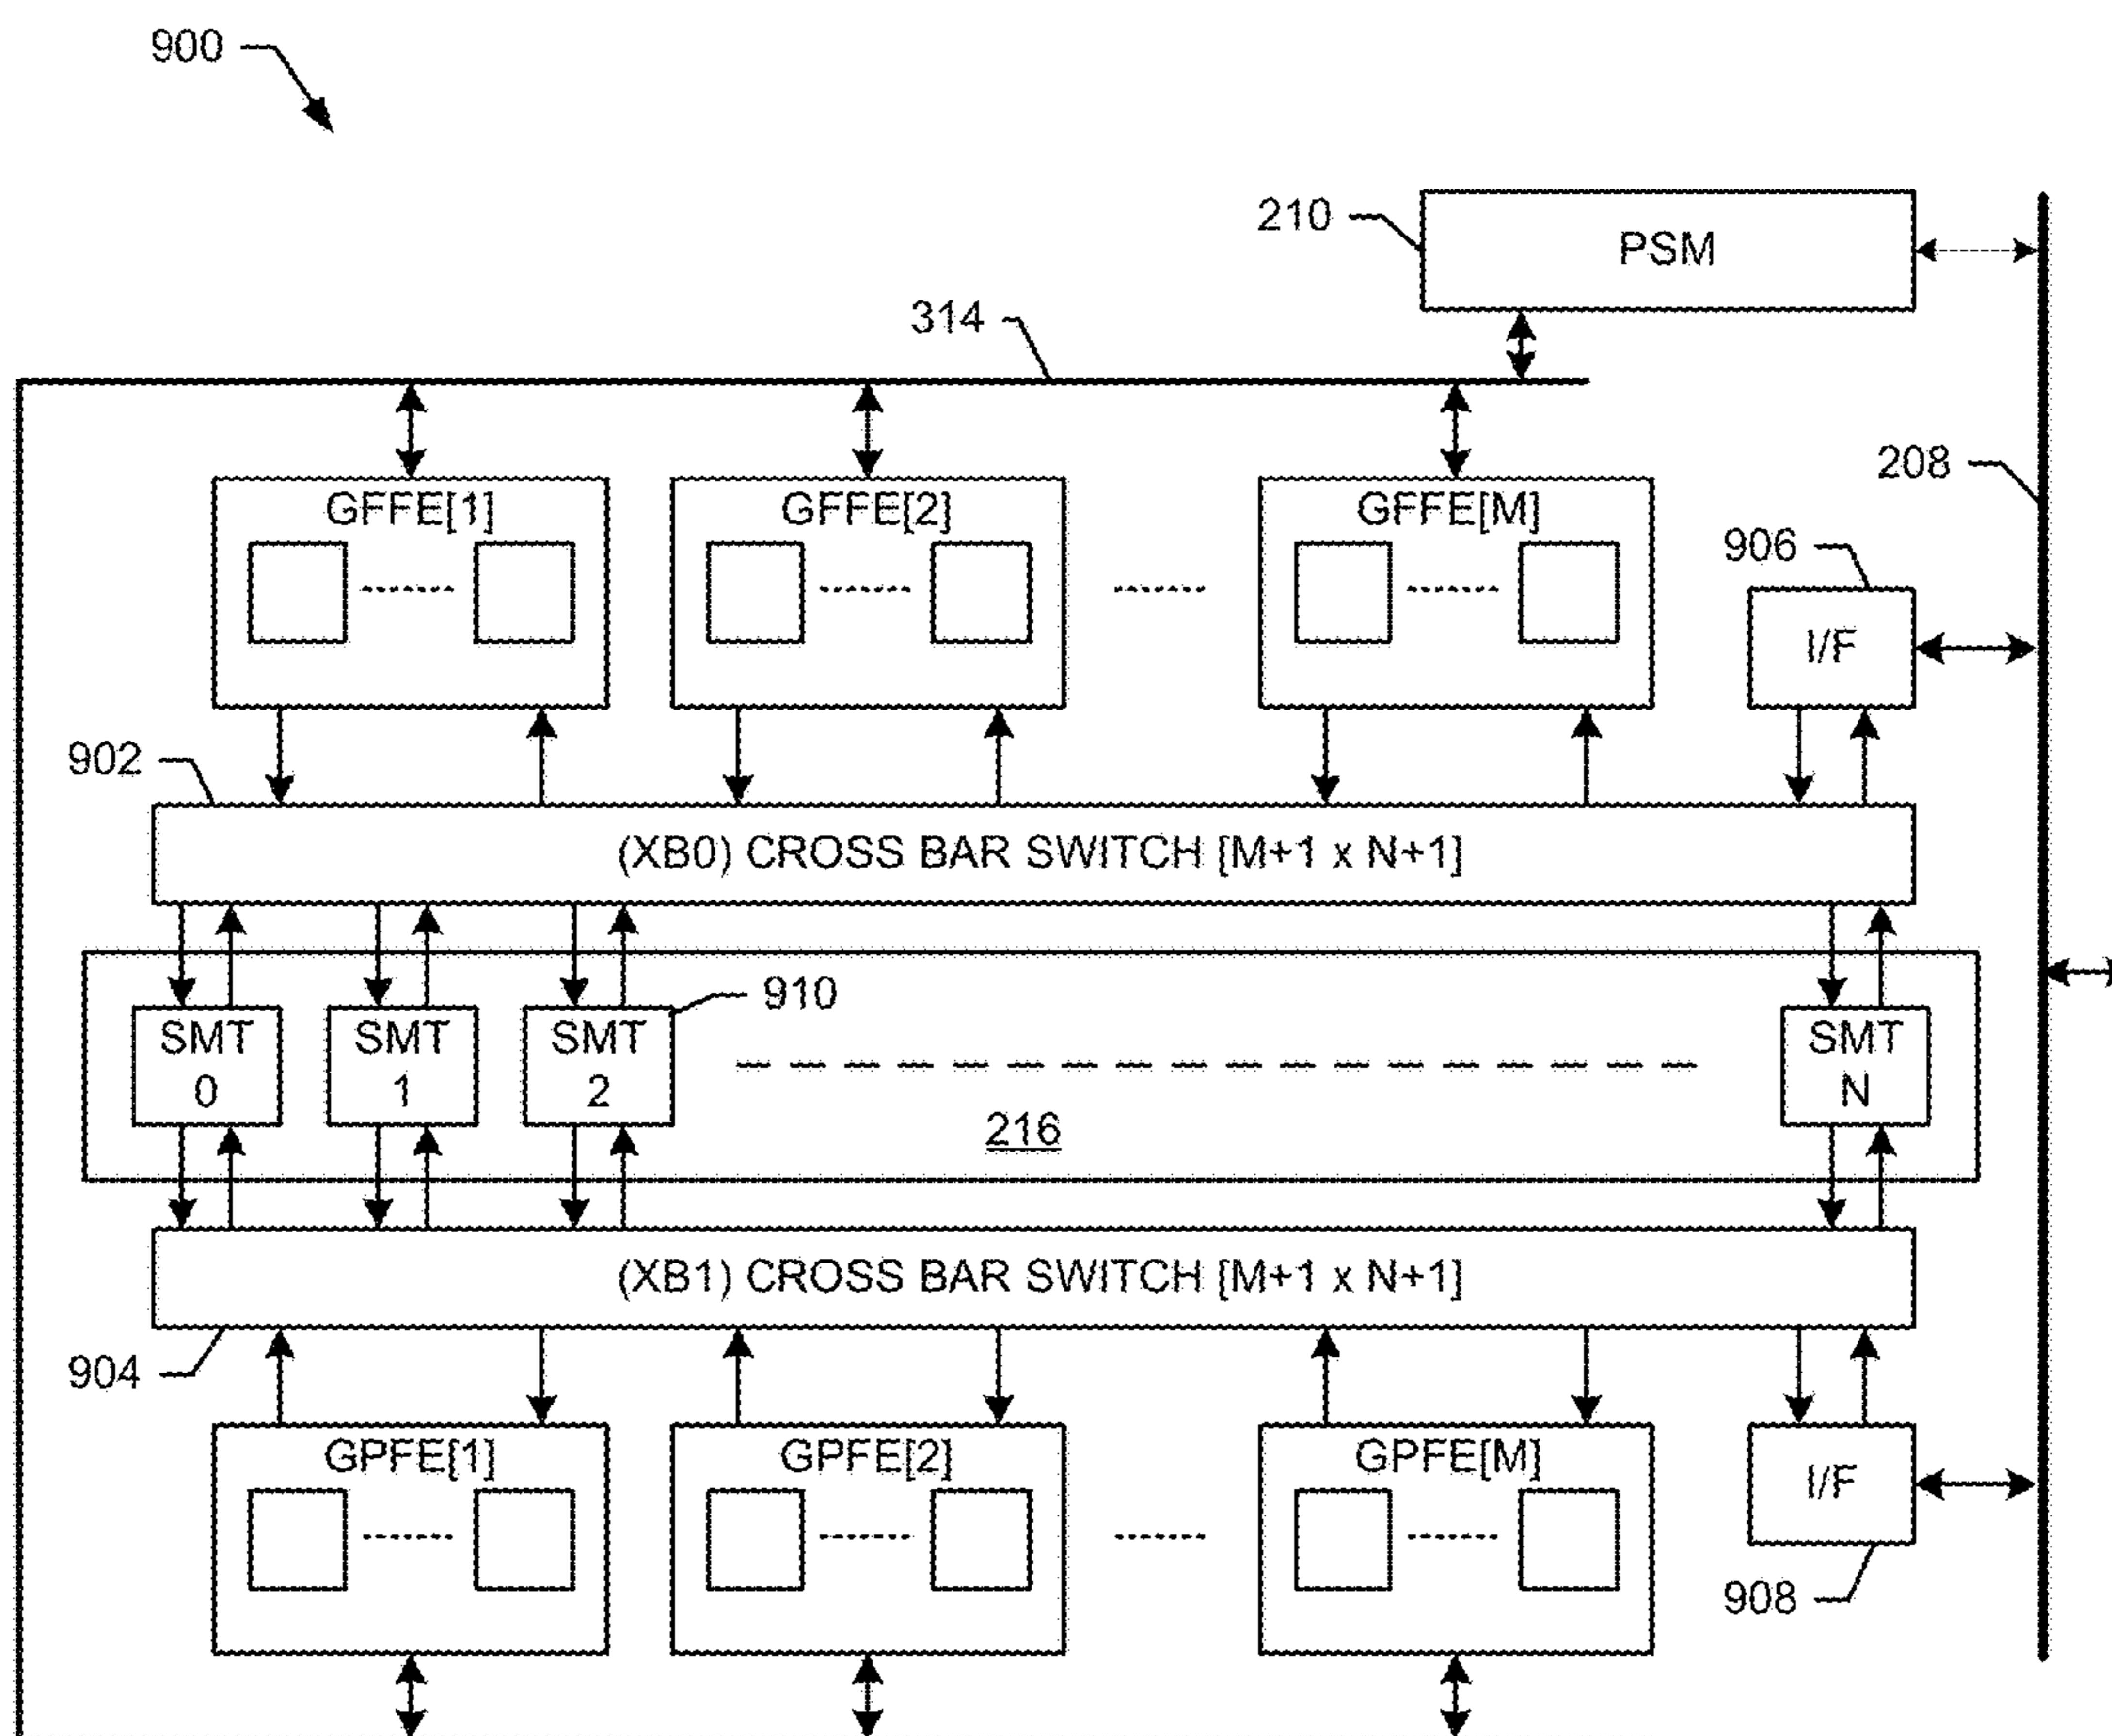 900
210
PSM
314
208
GFFE[1]
GFFE[2]
GFFE[M]
906
I/F
902
(XB0) CROSS BAR SWITCH [M+1 x N+1]
910
SMT
0
SMT
1
SMT
2
SMT
N
216
(XB1) CROSS BAR SWITCH [M+1 x N+1]
904
GPFE[1]
GPFE[2]
GPFE[M]
I/F
908